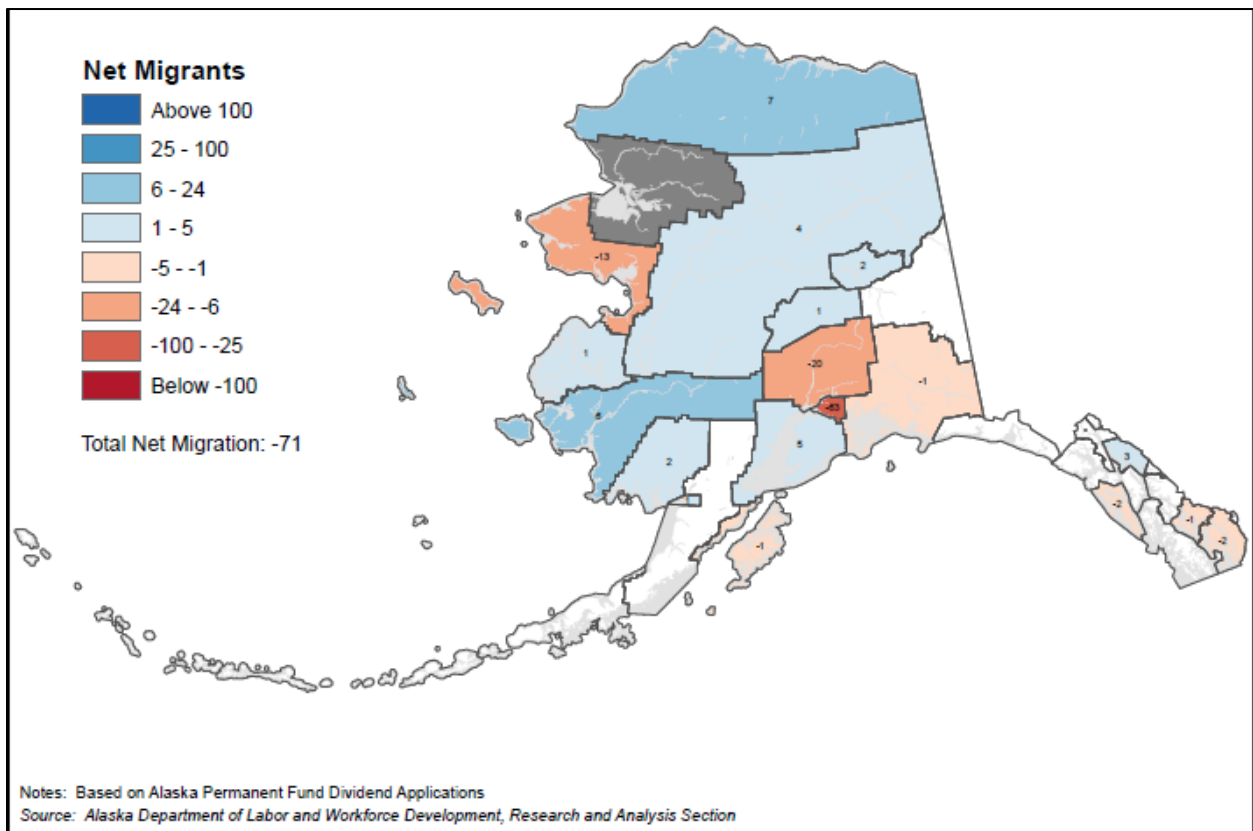 Net Migrants
Above 100
25 - 100
6 - 24
1 - 5
-5 - -1
-24 - -6
-100 - -25
Below -100
Total Net Migration: -71
7
4
2
-13
1
1
-20
-1
-63
6
5
2
3
-2
-1
-2
-1
Notes: Based on Alaska Permanent Fund Dividend Applications
Source: Alaska Department of Labor and Workforce Development, Research and Analysis Section